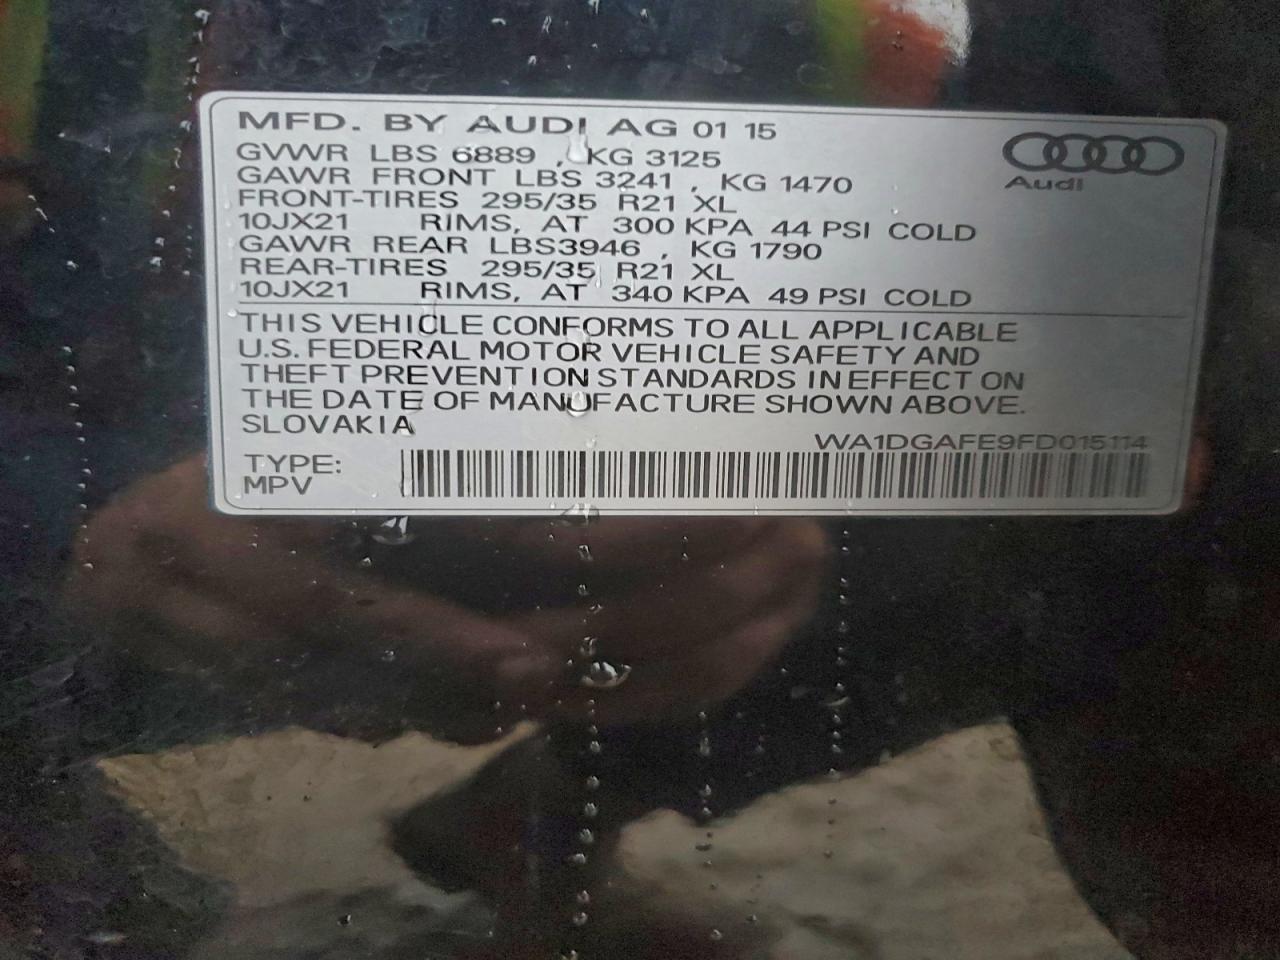 MFD. BY AUDI AG 01 15
GVWR LBS 6889 , KG 3125
GAWR FRONT LBS 3241 , KG 1470
FRONT-TIRES 295/35 R21 XL
10JX21 RIMS, AT 300 KPA 44 PSI COLD
GAWR REAR LBS3946 , KG 1790
REAR-TIRES 295/35 R21 XL
10JX21 RIMS, AT 340 KPA 49 PSI COLD
Audi
THIS VEHICLE CONFORMS TO ALL APPLICABLE
U.S. FEDERAL MOTOR VEHICLE SAFETY AND
THEFT PREVENTION STANDARDS IN EFFECT ON
THE DATE OF MANUFACTURE SHOWN ABOVE.
SLOVAKIA
WA1DGAFE9FD015114
TYPE:
MPV